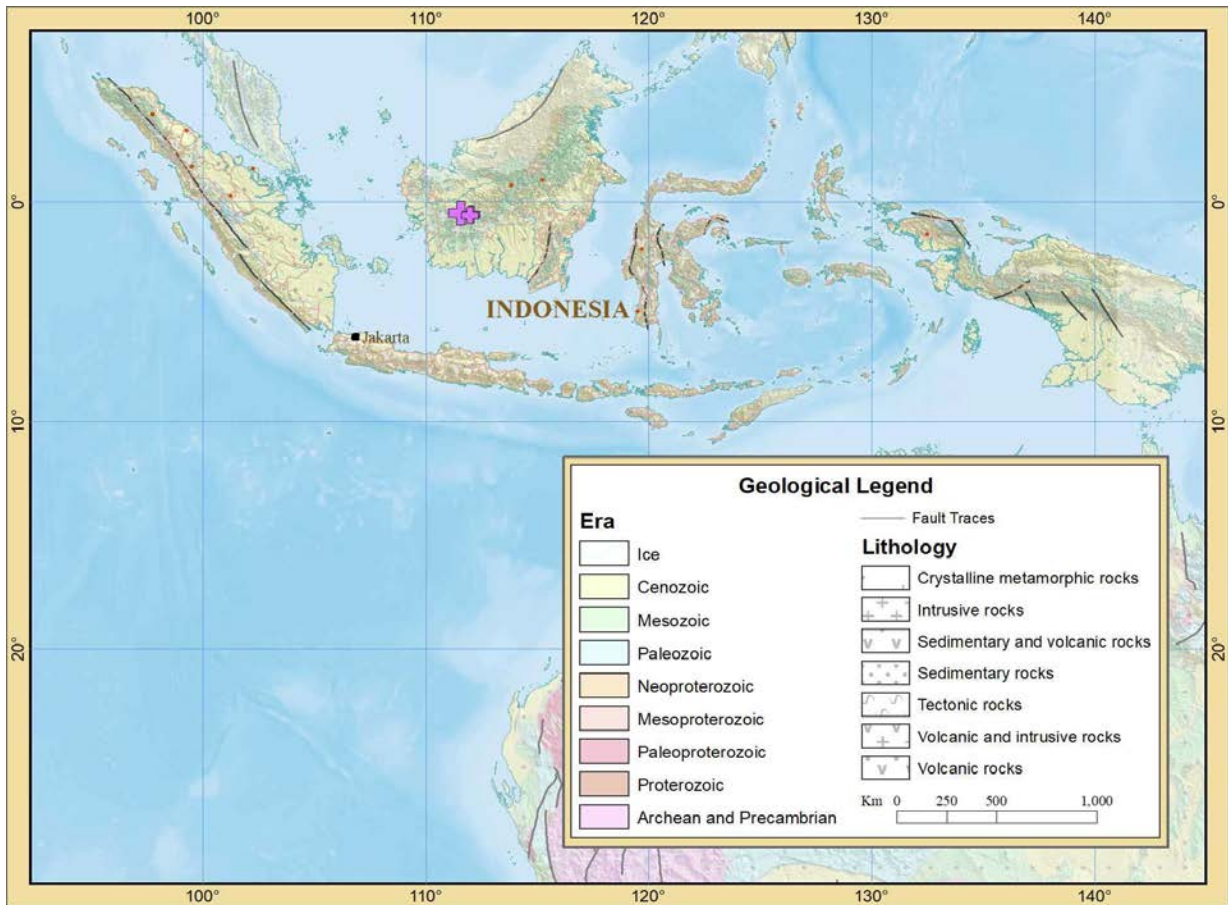 100° 110° 120° 130° 140°
0° 0°
INDONESIA
Jakarta
10° 10°
20° 20°
Geological Legend
Era
Ice
Cenozoic
Mesozoic
Paleozoic
Neoproterozoic
Mesoproterozoic
Paleoproterozoic
Proterozoic
Archean and Precambrian
Fault Traces
Lithology
Crystalline metamorphic rocks
Intrusive rocks
Sedimentary and volcanic rocks
Sedimentary rocks
Tectonic rocks
Volcanic and intrusive rocks
Volcanic rocks
Km 0 250 500 1,000
100° 110° 120° 130° 140°